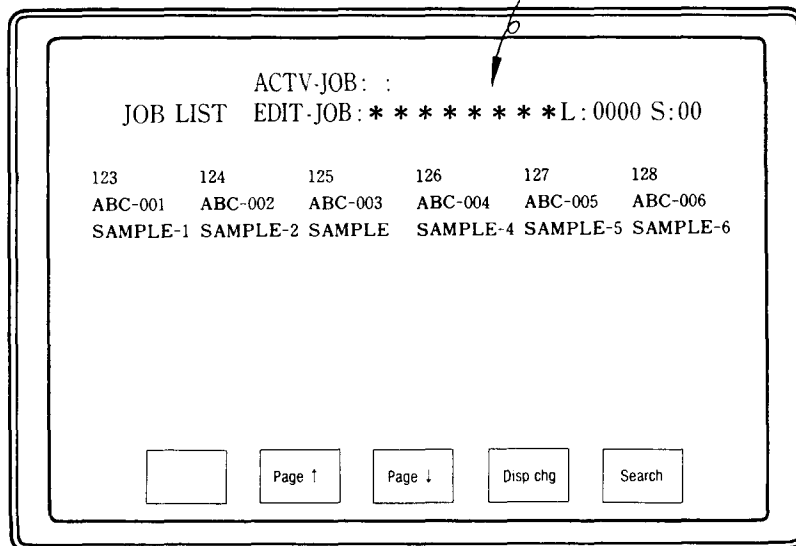 ACTV-JOB: :
JOB LIST EDIT-JOB: * * * * * * * * L: 0000 S: 00
123 124 125 126 127 128
ABC-001 ABC-002 ABC-003 ABC-004 ABC-005 ABC-006
SAMPLE-1 SAMPLE-2 SAMPLE SAMPLE-4 SAMPLE-5 SAMPLE-6
Page ↑ Page ↓ Disp chg Search